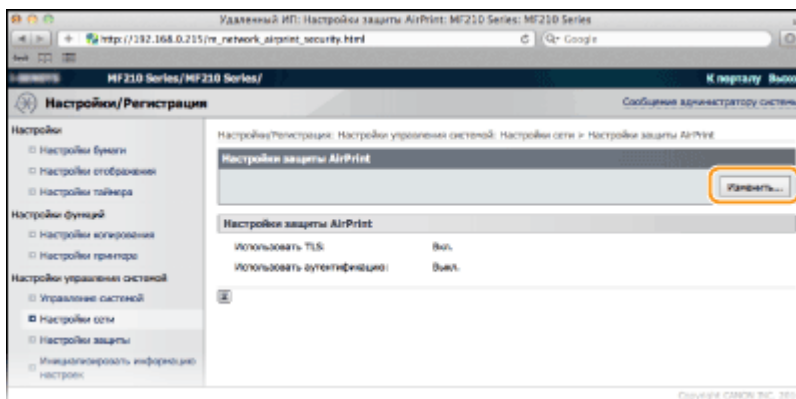 Удаленный ИП: Настройки защиты AirPrint: MF210 Series: MF210 Series
http://192.168.0.215/m_network_airprint_security.html
Google
MF210 Series/MF210 Series/
К порталу
Настройки/Регистрация
Сообщение администратору системы
Настройки
Настройки бумаги
Настройки отображения
Настройки таймера
Настройки функций
Настройки копирования
Настройки принтера
Настройки управления системой
Управление системой
Настройки сети
Настройки защиты
Инициализировать информацию
настроек
Настройки/Регистрация: Настройки управления системой: Настройки сети > Настройки защиты AirPrint
Настройки защиты AirPrint
Изменить...
Настройки защиты AirPrint
Использовать TLS: Вкл.
Использовать аутентификацию: Выкл.
Copyright CANON INC. 201